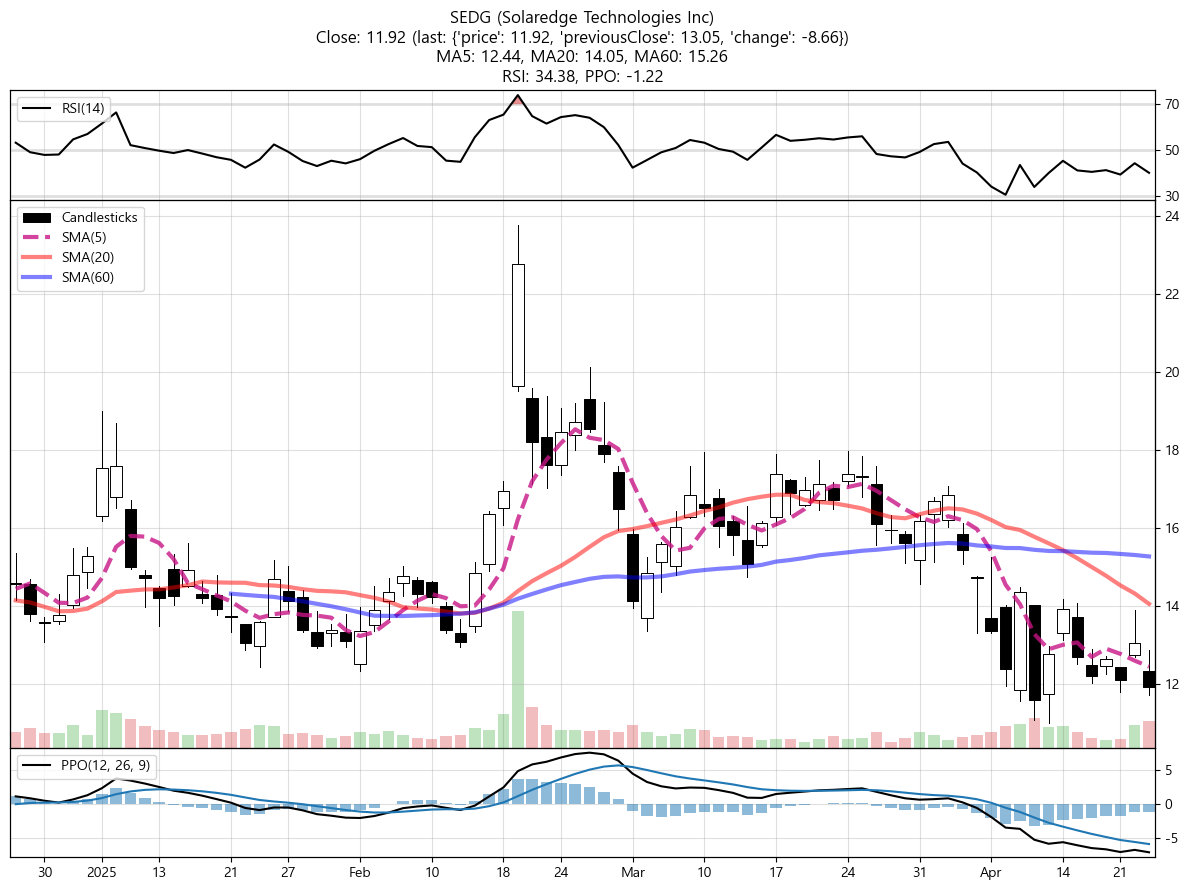 SEDG (Solaredge Technologies Inc)
Close: 11.92 (last: {'price': 11.92, 'previousClose': 13.05, 'change': -8.66})
MA5: 12.44, MA20: 14.05, MA60: 15.26
RSI: 34.38, PPO: -1.22
RSI(14)
70
50
30
Candlesticks
SMA(5)
SMA(20)
SMA(60)
24
22
20
18
16
14
12
PPO(12, 26, 9)
5
0
-5
30 2025 13 21 27 Feb 10 18 24 Mar 10 17 24 31 Apr 14 21